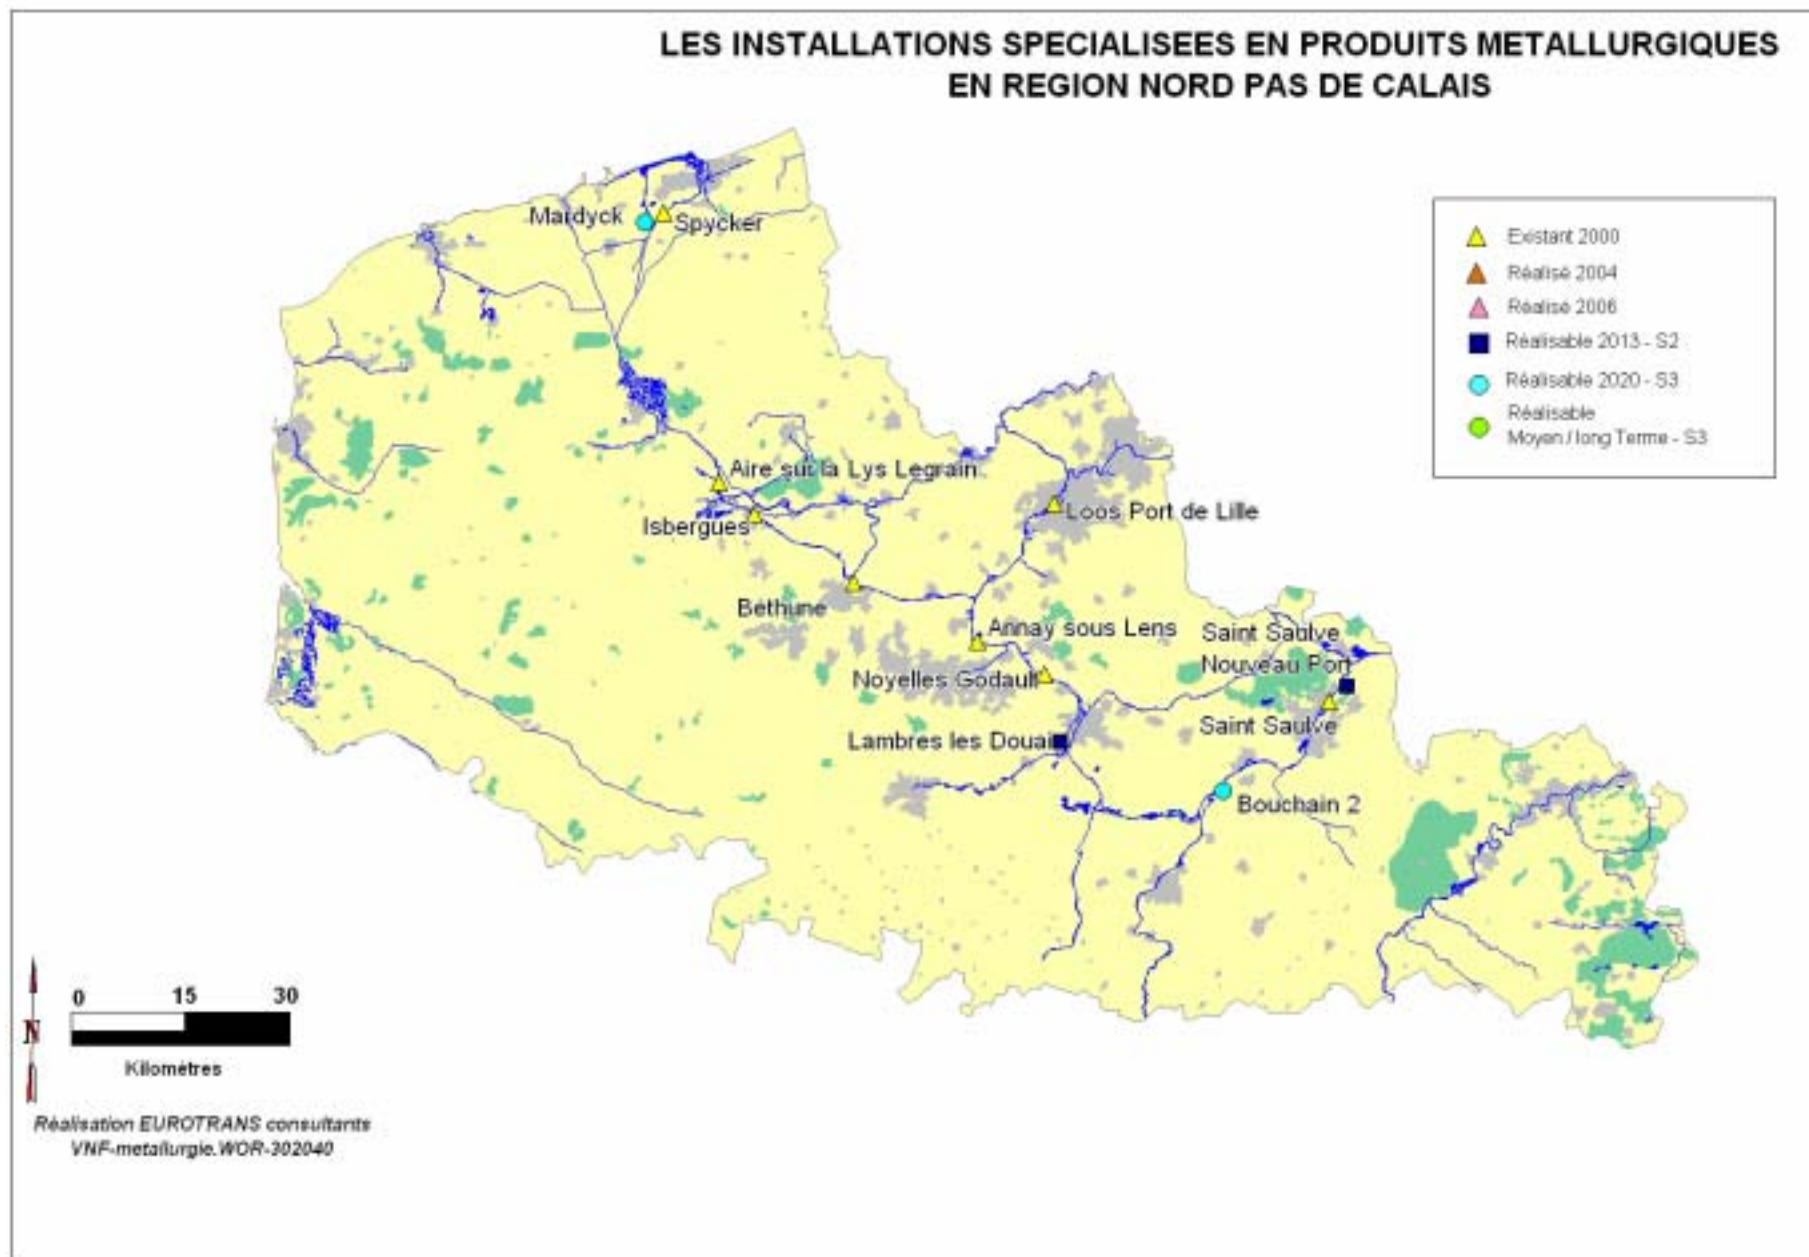 LES INSTALLATIONS SPECIALISEES EN PRODUITS METALLURGIQUES
EN REGION NORD PAS DE CALAIS
Existant 2000
Réalisé 2004
Réalisé 2006
Réalisable 2013 - S2
Réalisable 2020 - S3
Réalisable
Moyen / long Terme - S3
Mardyck
Spycker
Aire sur la Lys Legrain
Isbergues
Loos Port de Lille
Béthune
Annay sous Lens
Saint Saulve
Nouveau Port
Noyelles Godault
Saint Saulve
Lambres les Douai
Bouchain 2
0 15 30
N
Kilométres
Réalisation EUROTRANS consultants
VNF-metallurgie.WOR-302040